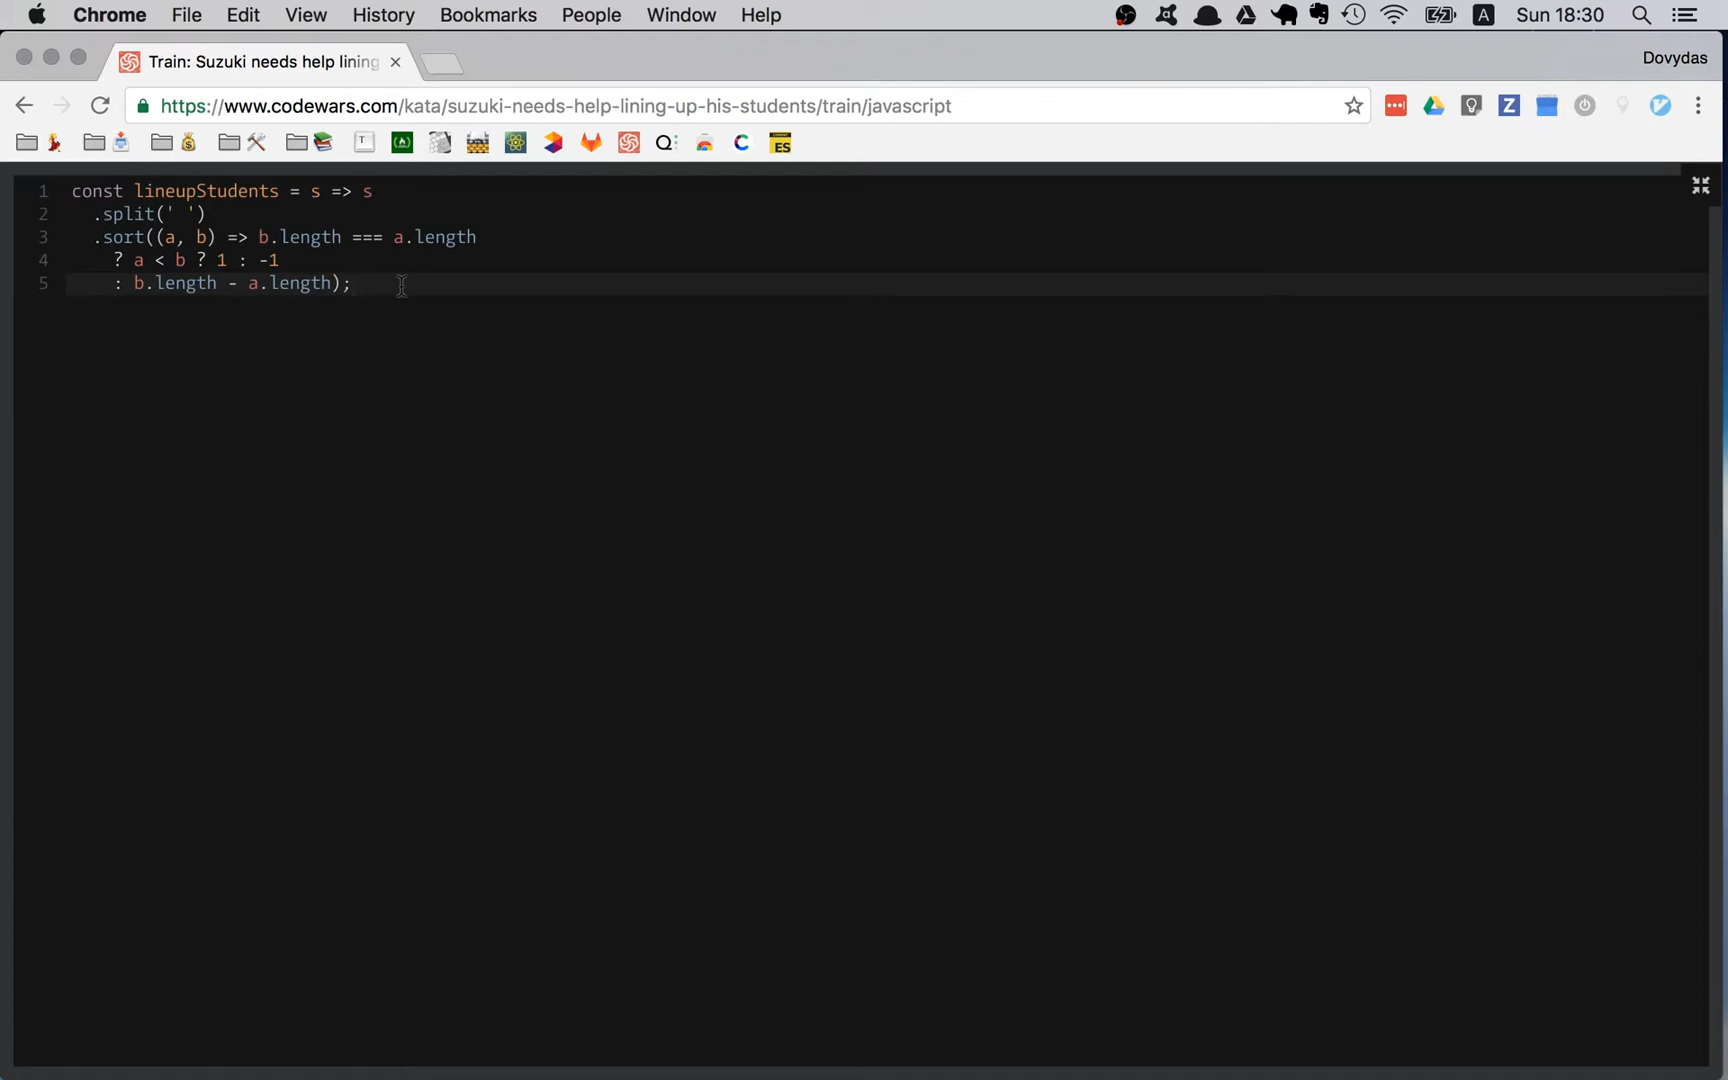 Chrome File Edit View History Bookmarks People Window Help A Sun 18:30
Train: Suzuki needs help lining Dovydas
https://www.codewars.com/kata/suzuki-needs-help-lining-up-his-students/train/javascript
ES
1 const lineupStudents = s => s
2 .split(' ')
3 .sort((a, b) => b.length === a.length
4 ? a < b ? 1 : -1
5 : b.length - a.length);